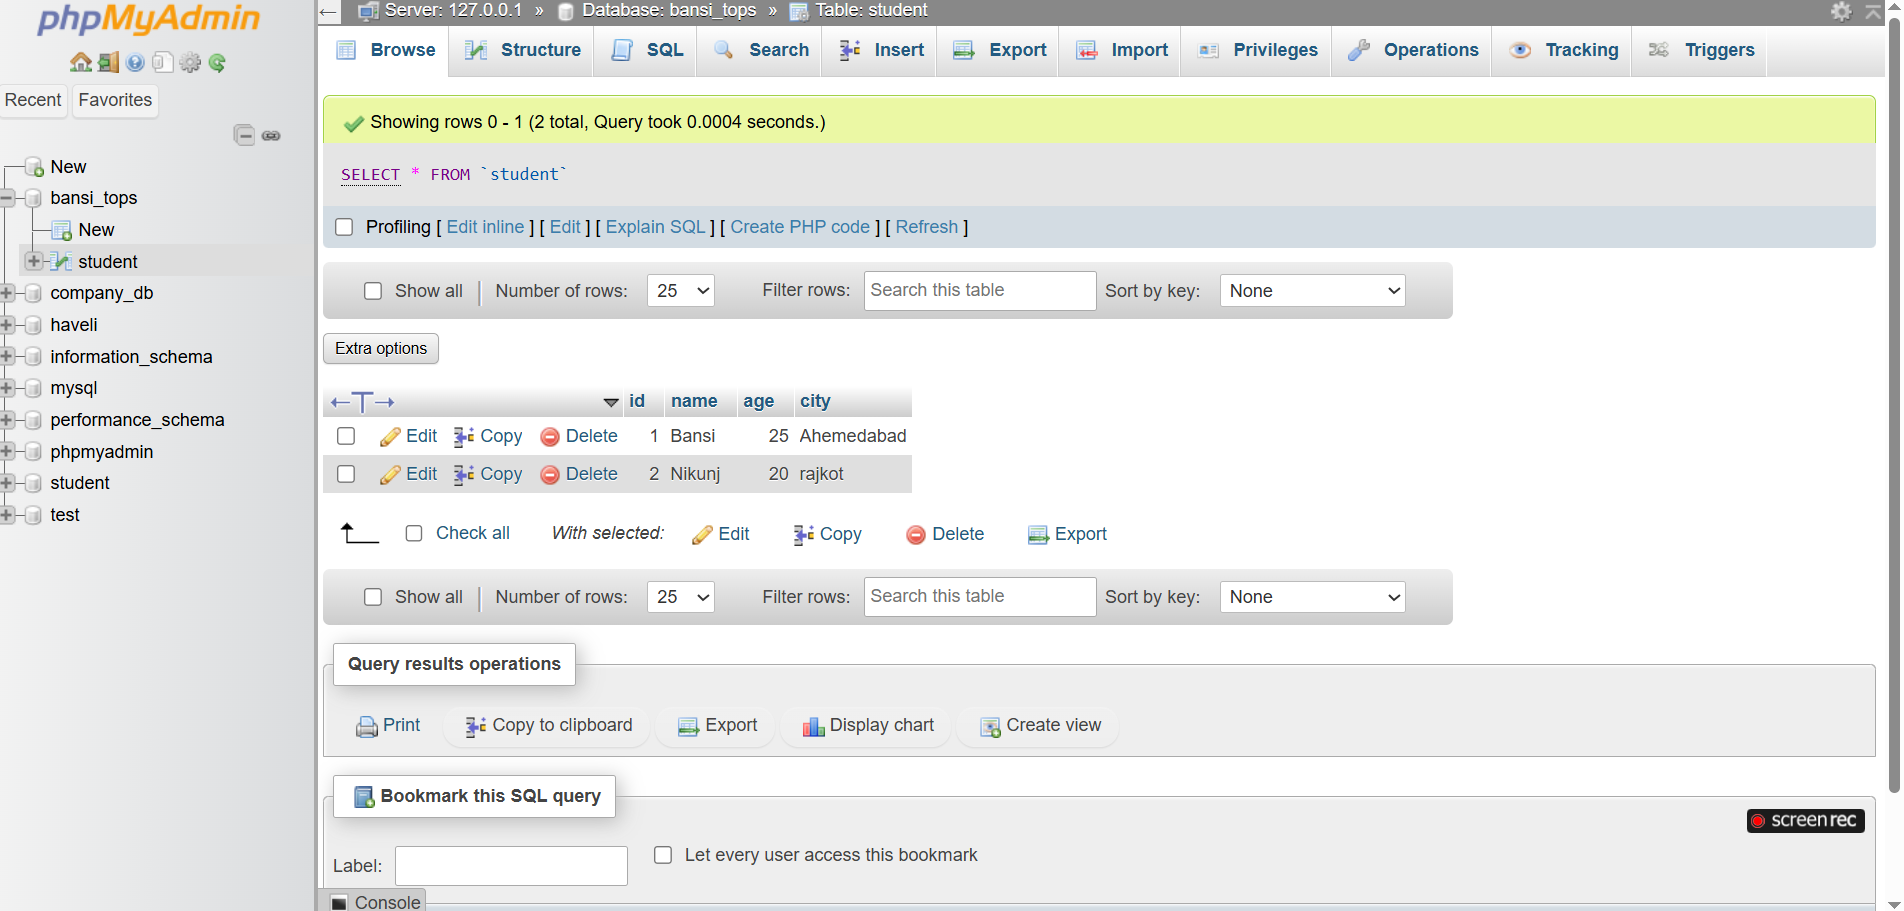 phpMyAdmin
Recent Favorites
New
bansi_tops
New
student
company_db
haveli
information_schema
mysql
performance_schema
phpmyadmin
student
test
Server: 127.0.0.1 » Database: bansi_tops » Table: student
Browse Structure SQL Search Insert Export Import Privileges Operations Tracking Triggers
Showing rows 0 - 1 (2 total, Query took 0.0004 seconds.)
SELECT * FROM `student`
Profiling [ Edit inline ] [ Edit ] [ Explain SQL ] [ Create PHP code ] [ Refresh ]
Show all | Number of rows: 25 Filter rows: Search this table Sort by key: None
Extra options
←T→ id name age city
Edit Copy Delete 1 Bansi 25 Ahemedabad
Edit Copy Delete 2 Nikunj 20 rajkot
Check all With selected: Edit Copy Delete Export
Show all | Number of rows: 25 Filter rows: Search this table Sort by key: None
Query results operations
Print Copy to clipboard Export Display chart Create view
Bookmark this SQL query
screenrec
Label: Let every user access this bookmark
Console